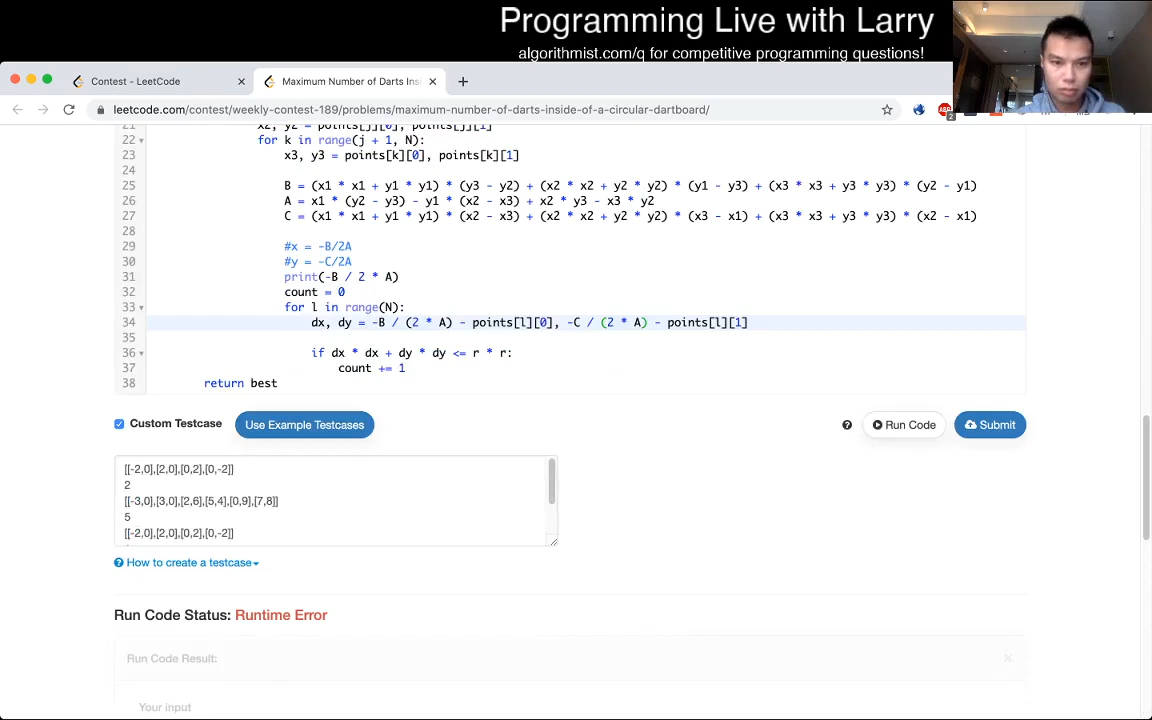 Programming Live with Larry
algorithmist.com/q for competitive programming questions!
Contest – LeetCode
Maximum Number of Darts Ins
leetcode.com/contest/weekly-contest-189/problems/maximum-number-of-darts-inside-of-a-circular-dartboard/
21 x2, y2 = points[j][0], points[j][1]
22 for k in range(j + 1, N):
23 x3, y3 = points[k][0], points[k][1]
24
25 B = (x1 * x1 + y1 * y1) * (y3 - y2) + (x2 * x2 + y2 * y2) * (y1 - y3) + (x3 * x3 + y3 * y3) * (y2 - y1)
26 A = x1 * (y2 - y3) - y1 * (x2 - x3) + x2 * y3 - x3 * y2
27 C = (x1 * x1 + y1 * y1) * (x2 - x3) + (x2 * x2 + y2 * y2) * (x3 - x1) + (x3 * x3 + y3 * y3) * (x2 - x1)
28
29 #x = -B/2A
30 #y = -C/2A
31 print(-B / 2 * A)
32 count = 0
33 for l in range(N):
34 dx, dy = -B / (2 * A) - points[l][0], -C / (2 * A) - points[l][1]
35
36 if dx * dx + dy * dy <= r * r:
37 count += 1
38 return best
Custom Testcase
Use Example Testcases
Run Code
Submit
[[-2,0],[2,0],[0,2],[0,-2]]
2
[[-3,0],[3,0],[2,6],[5,4],[0,9],[7,8]]
5
[[-2,0],[2,0],[0,2],[0,-2]]
How to create a testcase
Run Code Status: Runtime Error
Run Code Result:
Your input